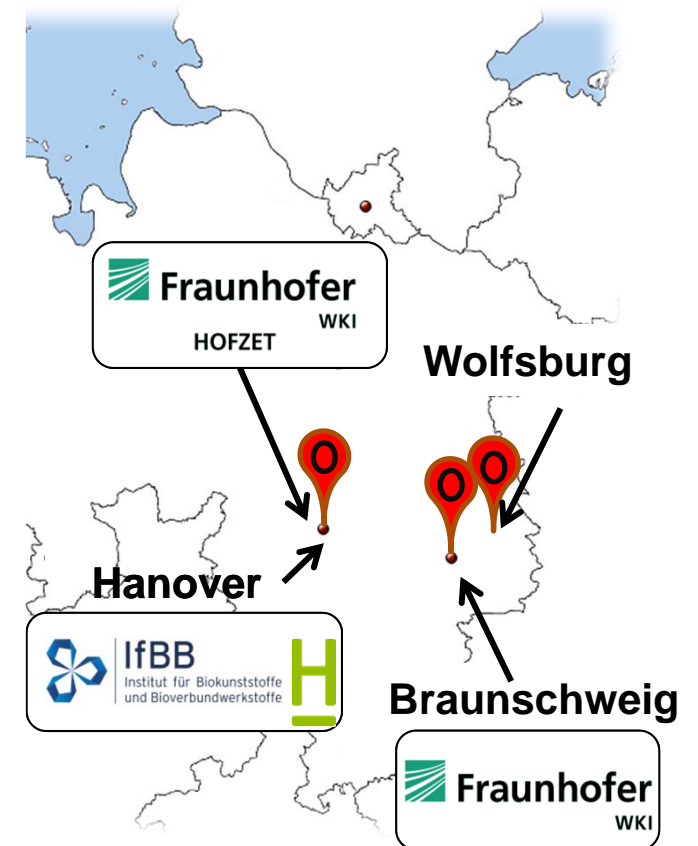 Fraunhofer
WKI
HOFZET
Wolfsburg
O
O
O
Hanover
IfBB
Institut für Biokunststoffe
und Bioverbundwerkstoffe
H
Braunschweig
Fraunhofer
WKI